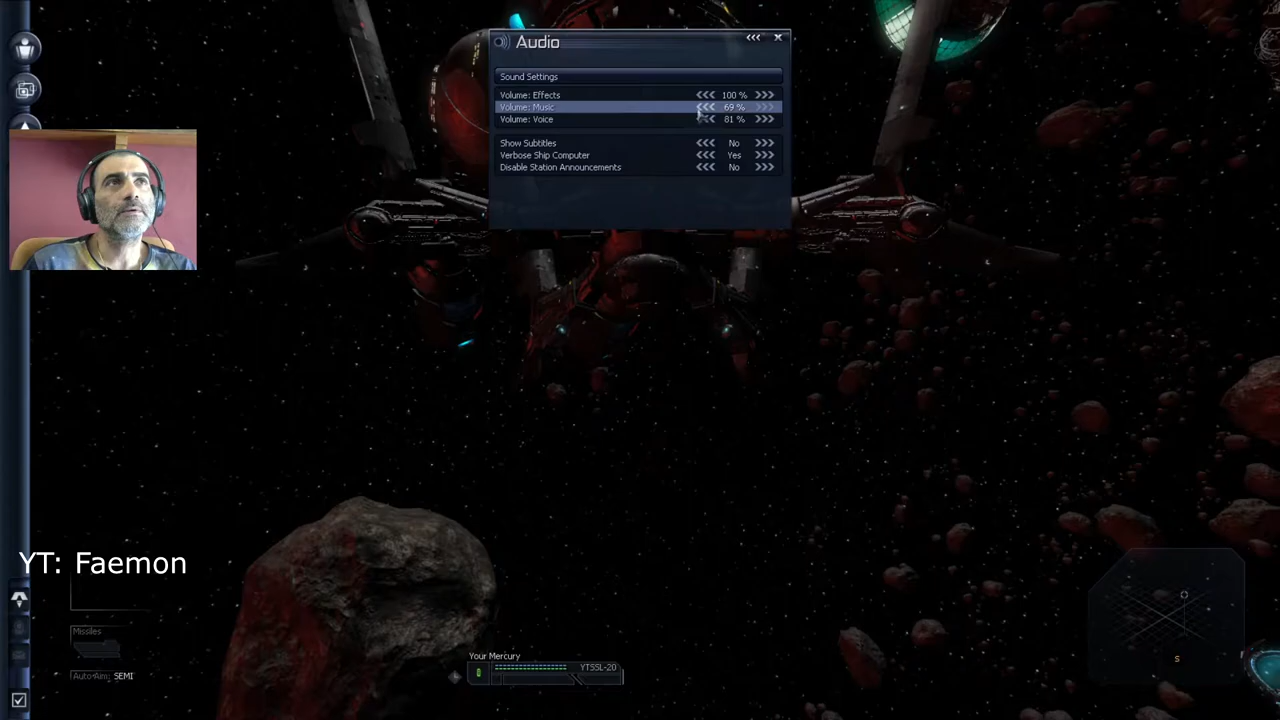 Audio
Sound Settings
Volume: Effects 100 %
Volume: Music 69 %
Volume: Voice 81 %
Show Subtitles No
Verbose Ship Computer Yes
Disable Station Announcements No
YT: Faemon
Missiles
Auto Aim: SEMI
Your Mercury
YTS5L-20
S